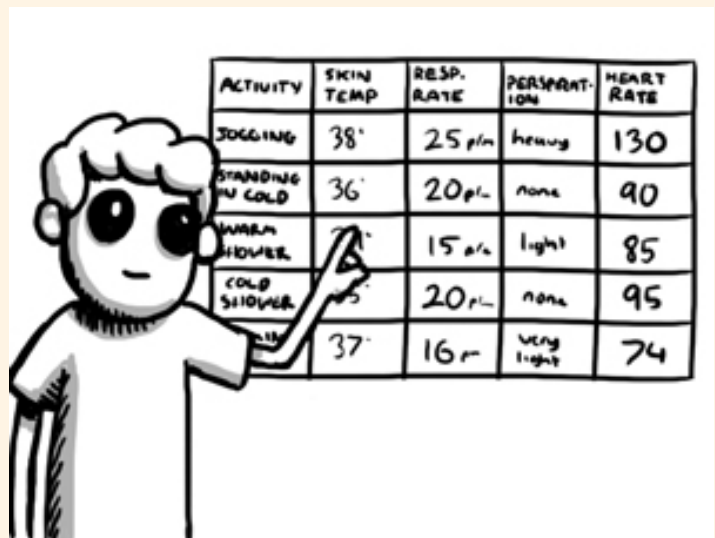 ACTIVITY SKIN TEMP RESP. RATE PERSPIRAT-ION HEART RATE
JOGGING 38° 25 p/m heavy 130
STANDING IN COLD 36° 20 p/m none 90
WARM SHOWER 15 p/m light 85
COLD SHOWER 20 p/m none 95
37° 16 very light 74